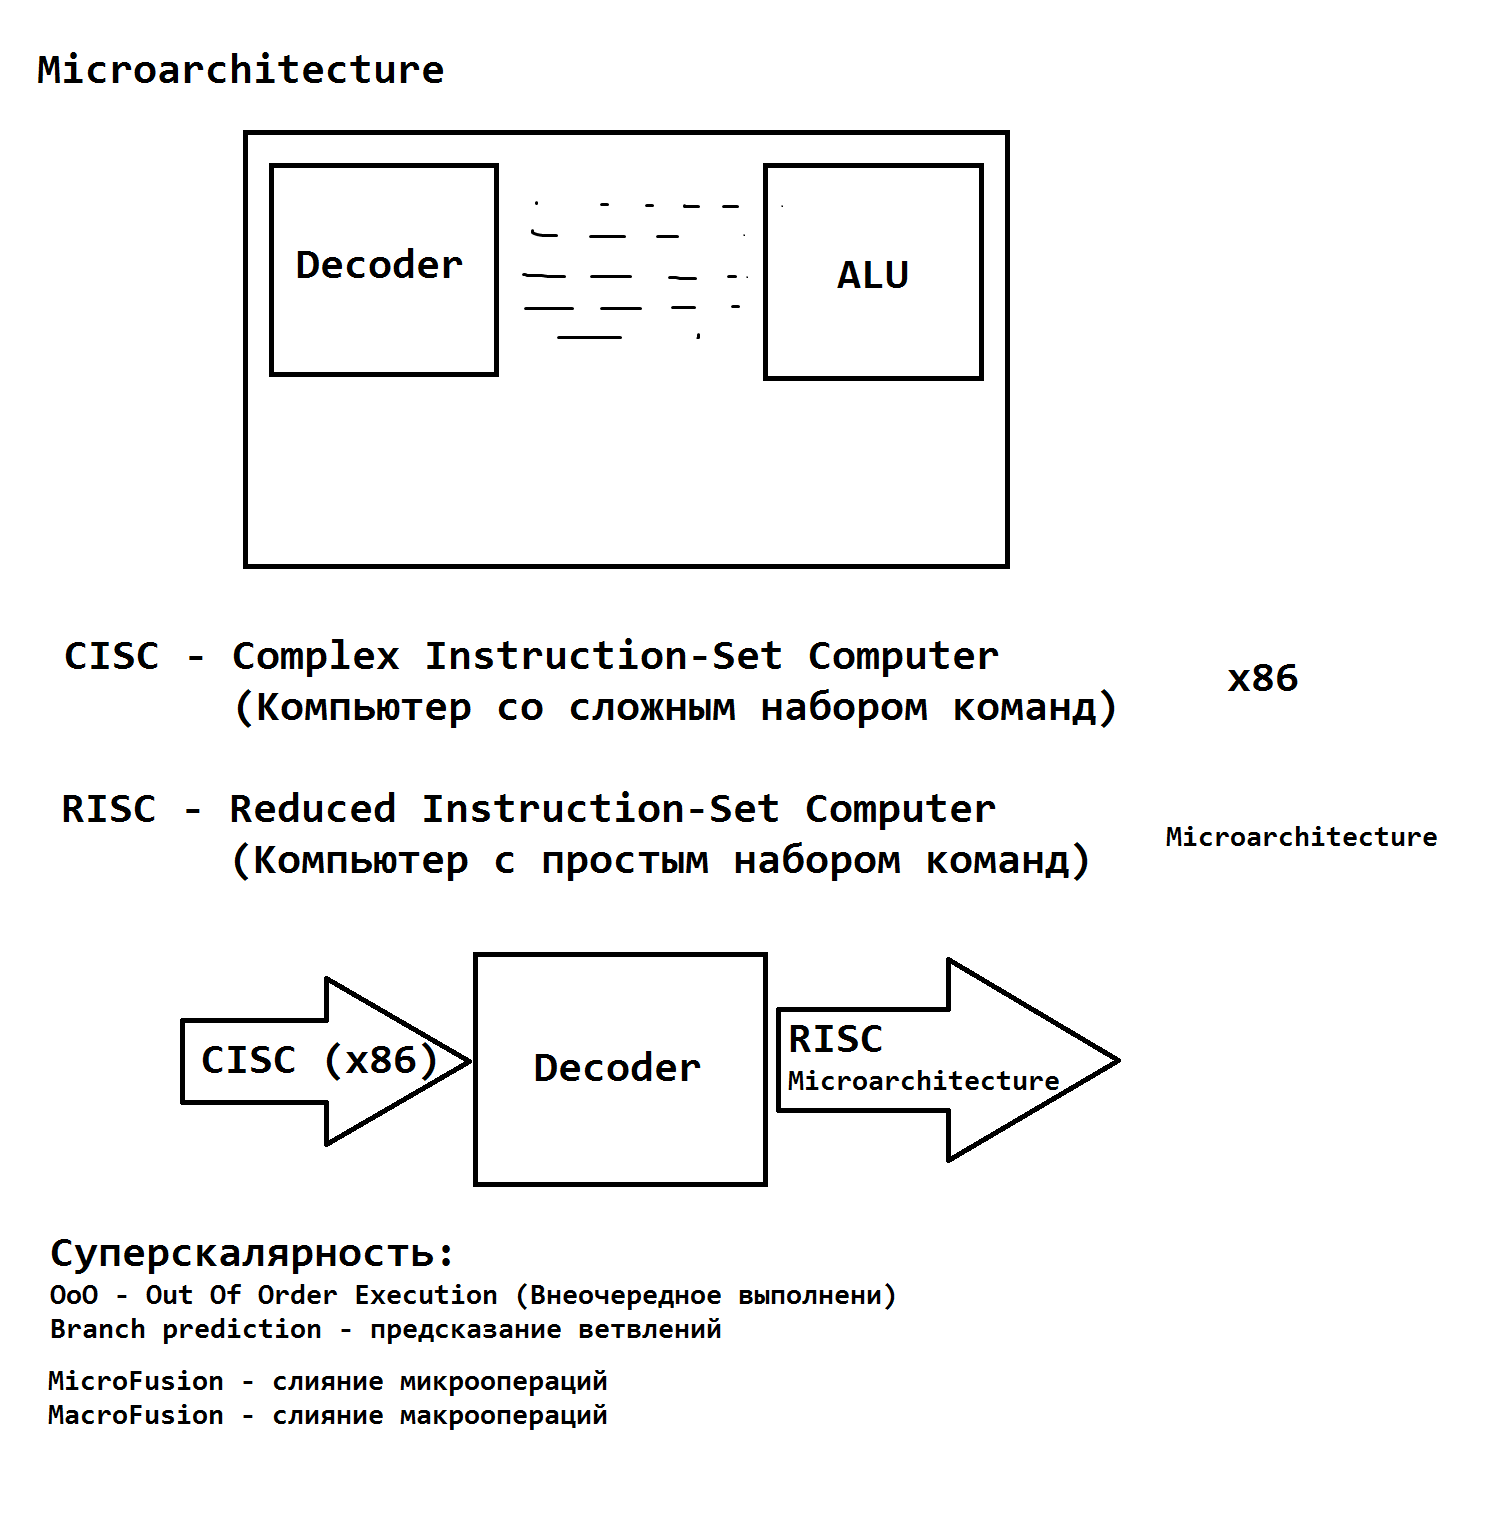 Microarchitecture
Decoder
ALU
CISC - Complex Instruction-Set Computer
(Компьютер со сложным набором команд)
x86
RISC - Reduced Instruction-Set Computer
(Компьютер с простым набором команд)
Microarchitecture
CISC (x86)
Decoder
RISC
Microarchitecture
Суперскалярность:
OoO - Out Of Order Execution (Внеочередное выполнени)
Branch prediction - предсказание ветвлений
MicroFusion - слияние микроопераций
MacroFusion - слияние макроопераций